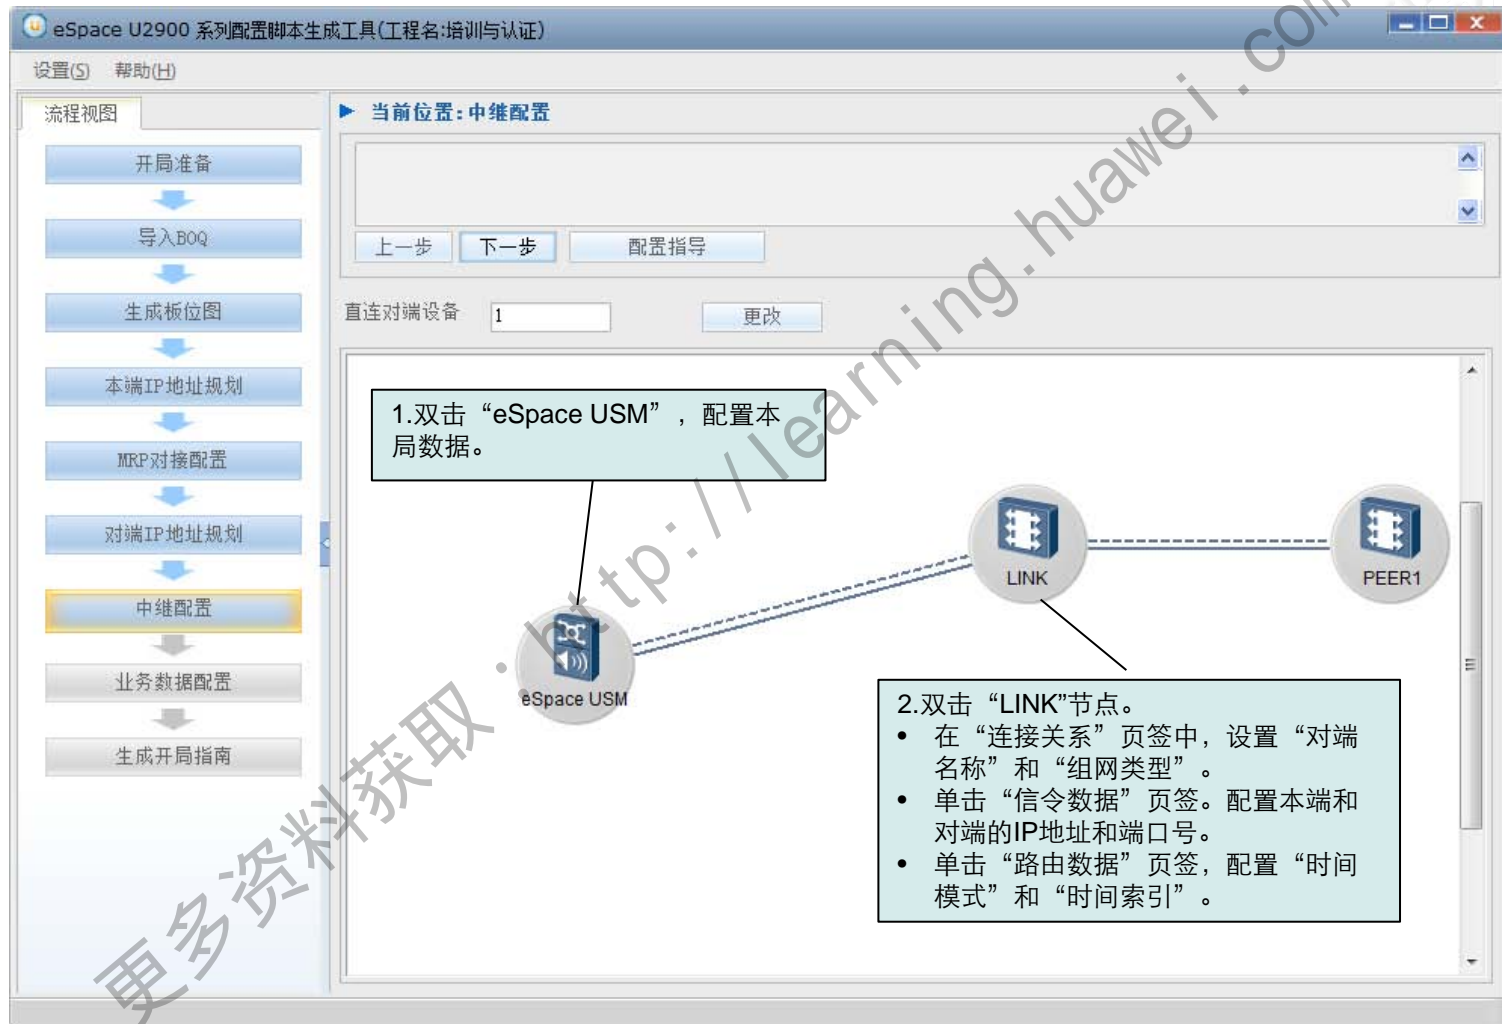 eSpace U2900 系列配置脚本生成工具(工程名:培训与认证)
设置(S) 帮助(H)
流程视图
开局准备
导入BOQ
生成板位图
本端IP地址规划
MRP对接配置
对端IP地址规划
中继配置
业务数据配置
生成开局指南
当前位置:中继配置
上一步 下一步 配置指导
直连对端设备 1 更改
1.双击“eSpace USM”，配置本
局数据。
LINK
PEER1
eSpace USM
2.双击“LINK”节点。
• 在“连接关系”页签中，设置“对端
名称”和“组网类型”。
• 单击“信令数据”页签。配置本端和
对端的IP地址和端口号。
• 单击“路由数据”页签，配置“时间
模式”和“时间索引”。
更多资料获取：http://learning.huawei.com